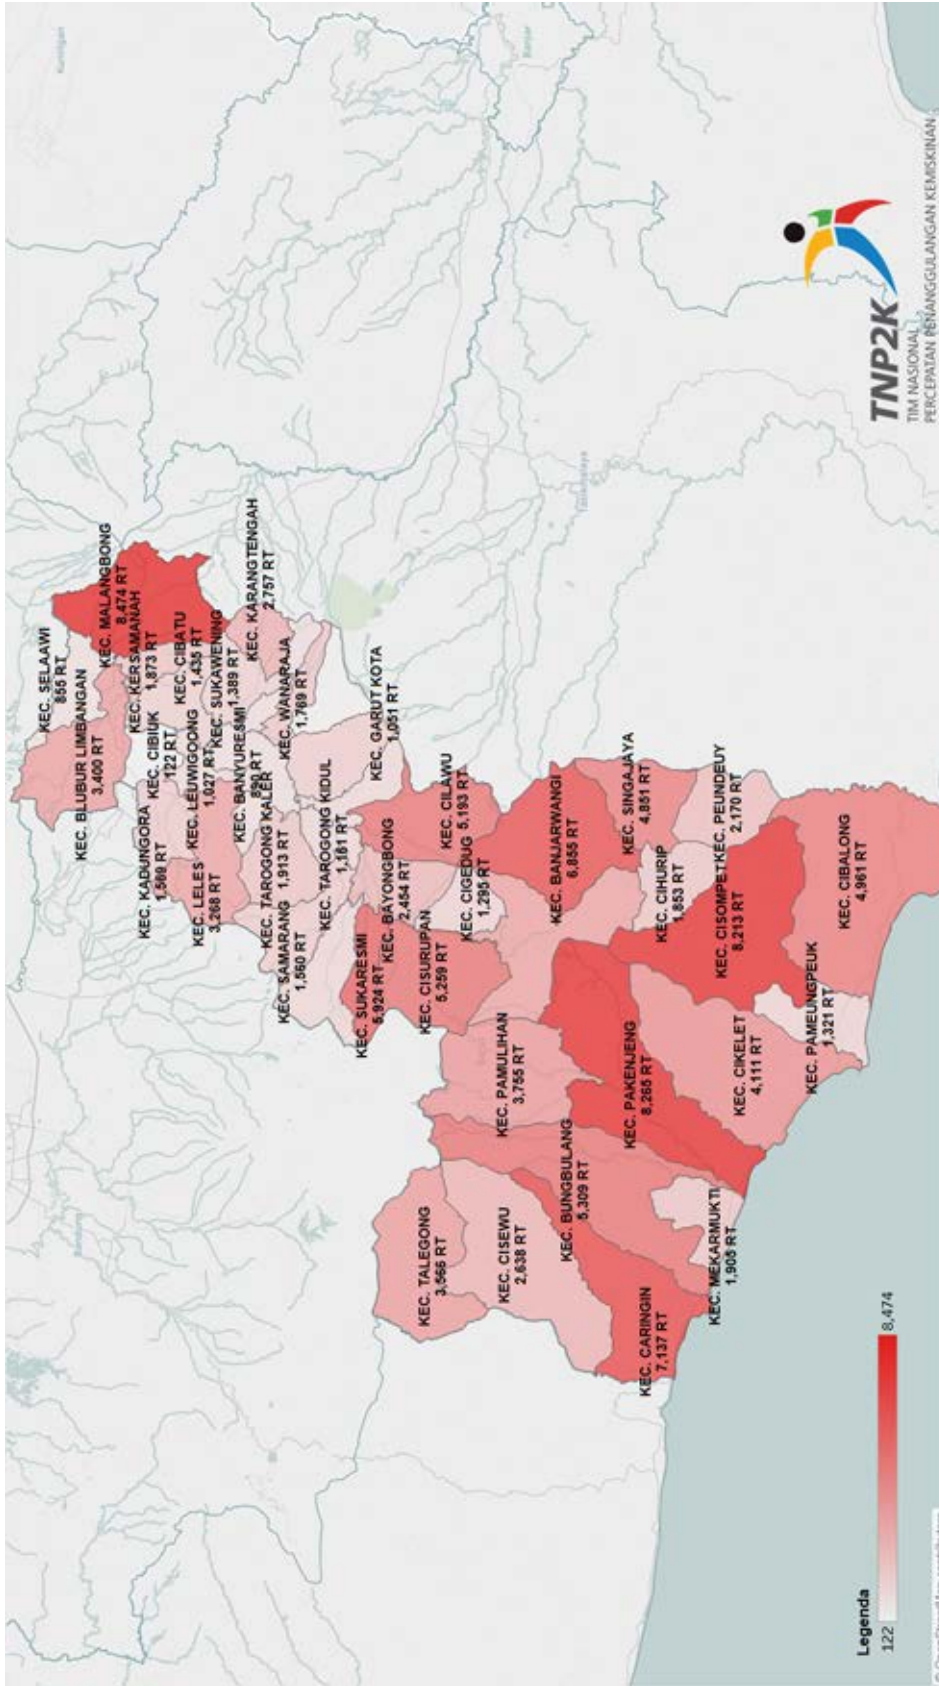 KEC. SELAAWI
855 RT
KEC. BLUBUR LIMBANGAN
3,400 RT
KEC. MALANGBONG
8,474 RT
KEC. KERSAMANAH
1,873 RT
KEC. CIBIUK
122 RT
KEC. CIBATU
1,435 RT
KEC. KADUNGORA
1,569 RT
KEC. LEUWIGOONG
1,027 RT
KEC. SUKAWENING
1,389 RT
KEC. KARANGTENGAH
2,757 RT
KEC. LELES
3,268 RT
KEC. BANYURESMI
RT
KEC. WANARAJA
1,769 RT
KEC. TAROGONG KALER
1,913 RT
KEC. SAMARANG
1,560 RT
KEC. TAROGONG KIDUL
1,161 RT
KEC. GARUT KOTA
1,051 RT
KEC. SUKARESMI
5,924 RT
KEC. BAYONGBONG
2,454 RT
KEC. CISURUPAN
5,259 RT
KEC. CILAWU
5,193 RT
KEC. CIGEDUG
1,295 RT
KEC. TALEGONG
3,566 RT
KEC. PAMULIHAN
3,755 RT
KEC. CISEWU
2,638 RT
KEC. BANJARWANGI
6,855 RT
KEC. BUNGBULANG
5,309 RT
KEC. SINGAJAYA
4,851 RT
KEC. PAKENJENG
8,265 RT
KEC. CIHURIP
1,853 RT
KEC. CARINGIN
7,137 RT
KEC. MEKARMUKTI
1,905 RT
KEC. CISOMPET
8,213 RT
KEC. PEUNDEUY
2,170 RT
KEC. CIKELET
4,111 RT
KEC. PAMEUNGPEUK
1,321 RT
KEC. CIBALONG
4,961 RT
Legenda
122
8,474
TNP2K
TIM NASIONAL
PERCEPATAN PENANGGULANGAN KEMISKINAN